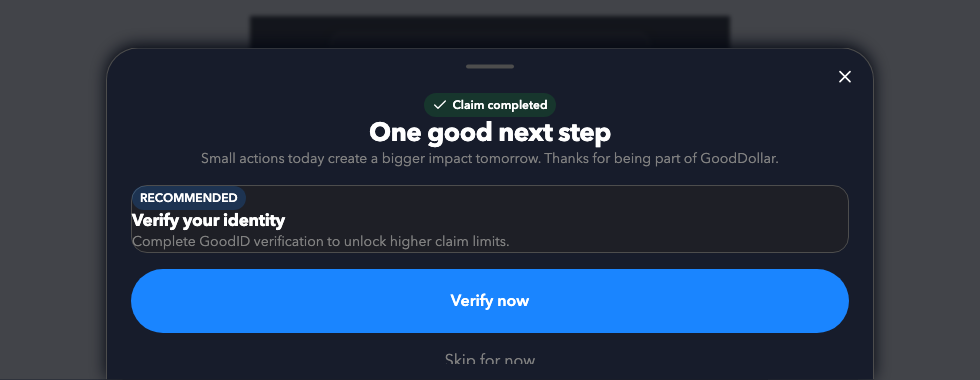 Claim completed
One good next step
Small actions today create a bigger impact tomorrow. Thanks for being part of GoodDollar.
RECOMMENDED
Verify your identity
Complete GoodID verification to unlock higher claim limits.
Verify now
Skip for now